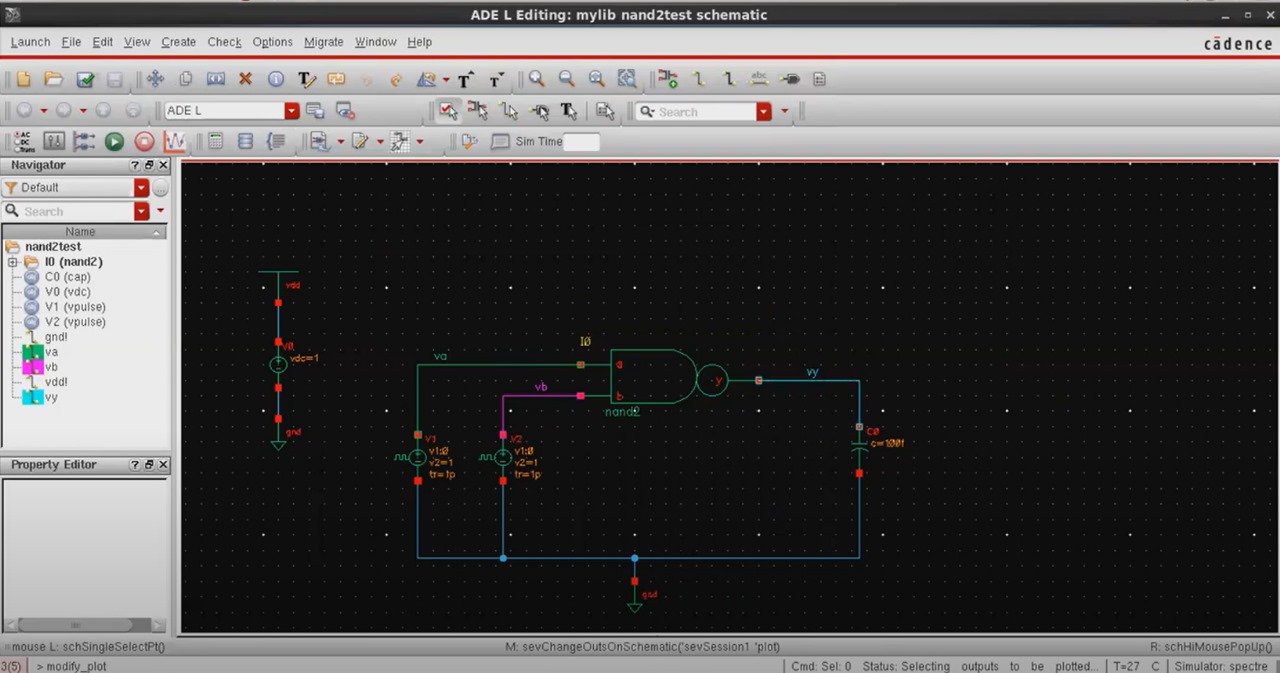 ADE L Editing: mylib nand2test schematic
Launch File Edit View Create Check Options Migrate Window Help
cādence
ADE L
Search
AC
DC
Trans
Sim Time
Navigator
Default
Search
Name
nand2test
I0 (nand2)
C0 (cap)
V0 (vdc)
V1 (vpulse)
V2 (vpulse)
gnd!
va
vb
vdd!
vy
Property Editor
vdd
V0
vdc=1
gnd
va
vb
I0
a
b
y
nand2
vy
V1
v1:0
v2=1
tr=1p
V2
v1:0
v2=1
tr=1p
C0
c=100f
gnd
mouse L: schSingleSelectPt()
M: sevChangeOutsOnSchematic('sevSession1 'plot)
R: schHiMousePopUp()
3(5) > modify_plot
Cmd: Sel: 0 Status: Selecting outputs to be plotted... T=27 C Simulator: spectre